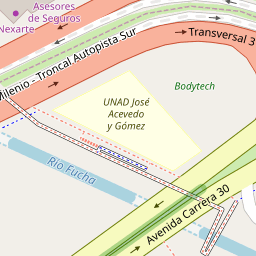 Asesores
de Seguros
Nexarte
Milenio - Troncal Autopista Sur
Transversal 3
Bodytech
UNAD José
Acevedo
y Gómez
Río Fucha
Avenida Carrera 30